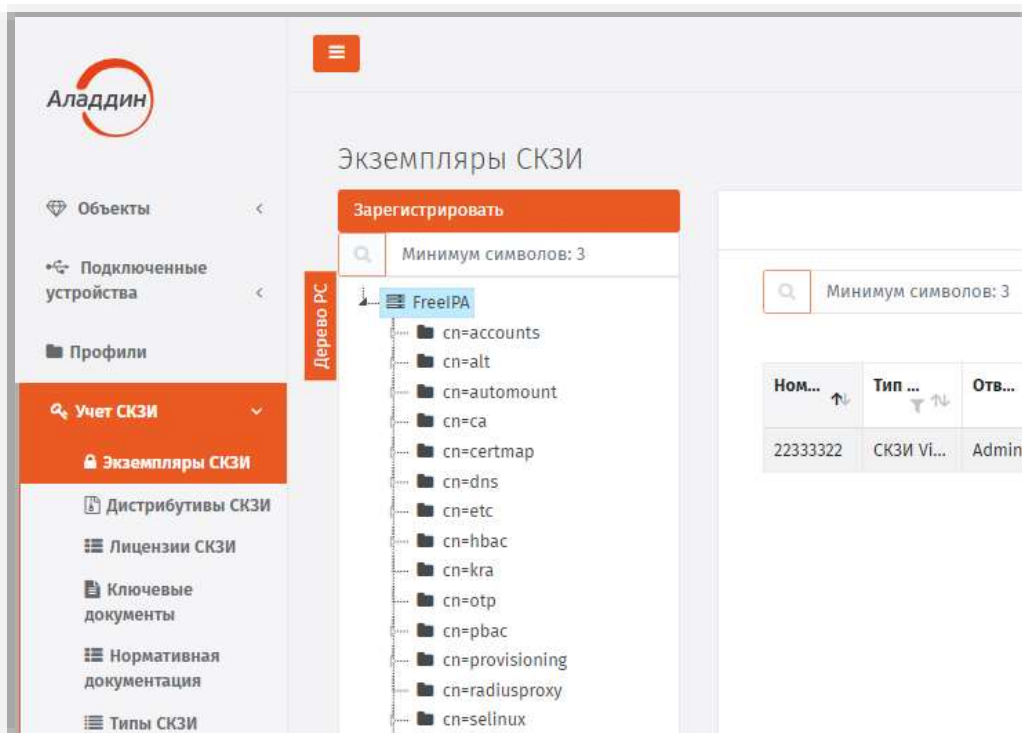 Аладдин
Объекты
Подключенные
устройства
Профили
Учет СКЗИ
Экземпляры СКЗИ
Дистрибутивы СКЗИ
Лицензии СКЗИ
Ключевые
документы
Нормативная
документация
Типы СКЗИ
Экземпляры СКЗИ
Зарегистрировать
Минимум символов: 3
Дерево РС
FreeIPA
cn=accounts
cn=alt
cn=automount
cn=ca
cn=certmap
cn=dns
cn=etc
cn=hbac
cn=kra
cn=otp
cn=pbac
cn=provisioning
cn=radiusproxy
cn=selinux
Минимум символов: 3
Ном... Тип ... Отв...
22333322 СКЗИ Vi... Admin